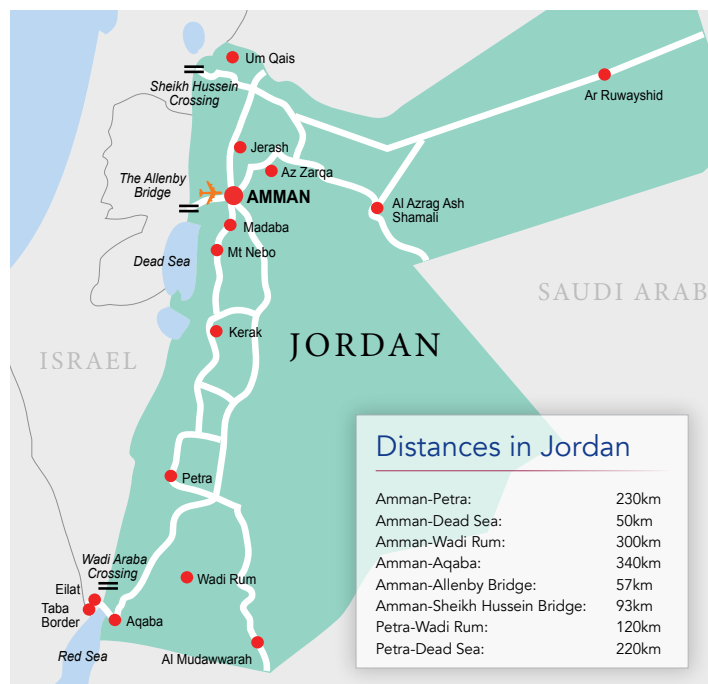 Um Qais
Sheikh Hussein
Crossing
Ar Ruwayshid
Jerash
Az Zarqa
The Allenby
Bridge
AMMAN
Al Azrag Ash
Shamali
Madaba
Mt Nebo
Dead Sea
SAUDI ARAB
Kerak
JORDAN
ISRAEL
Petra
Wadi Araba
Crossing
Wadi Rum
Eilat
Taba
Border
Aqaba
Red Sea
Al Mudawwarah
Distances in Jordan
Amman-Petra: 230km
Amman-Dead Sea: 50km
Amman-Wadi Rum: 300km
Amman-Aqaba: 340km
Amman-Allenby Bridge: 57km
Amman-Sheikh Hussein Bridge: 93km
Petra-Wadi Rum: 120km
Petra-Dead Sea: 220km